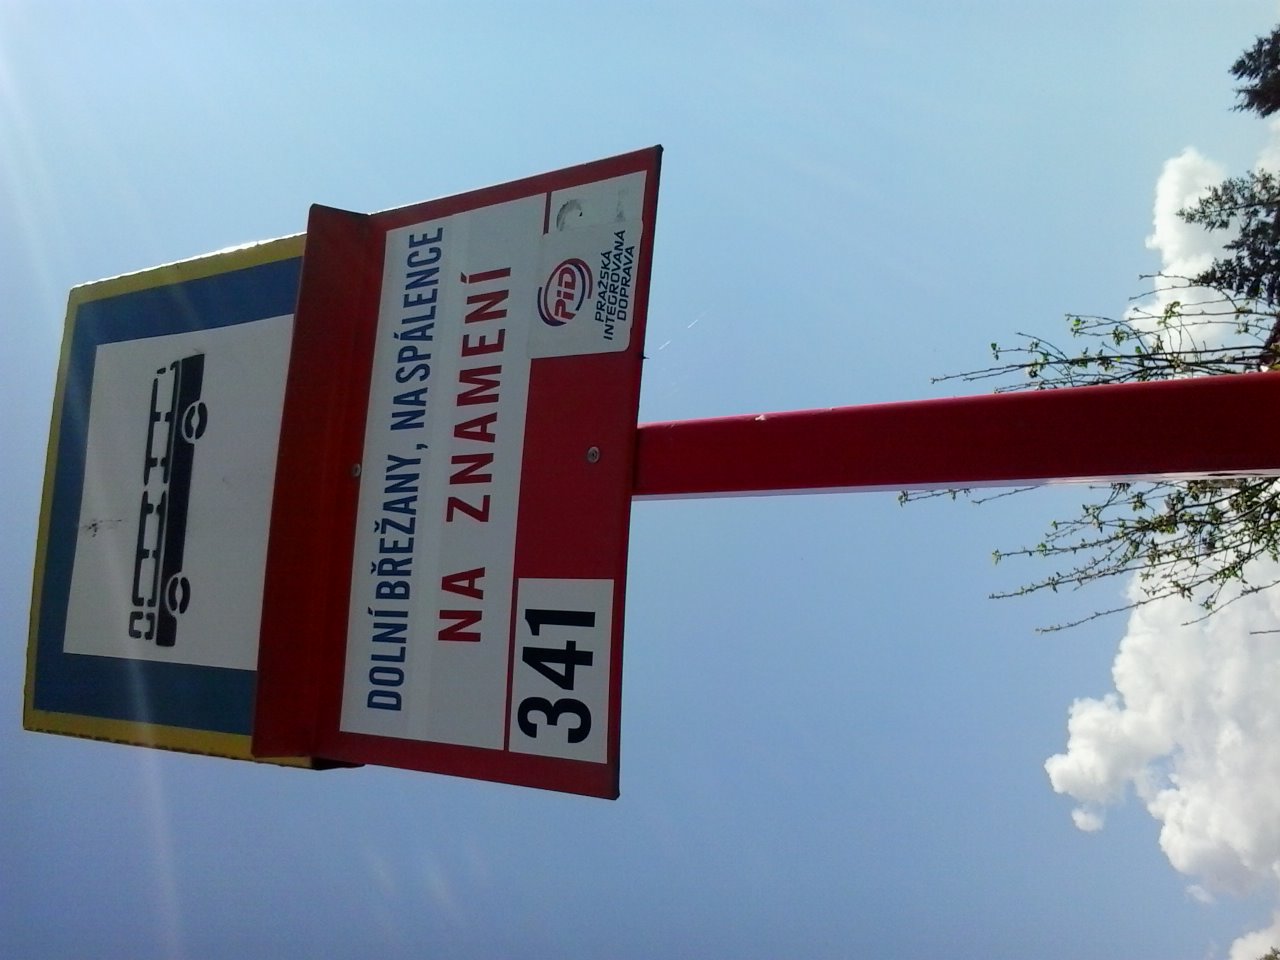 DOLNÍ BŘEŽANY, NA SPÁLENCE
NA ZNAMENÍ
341
PID
PRAŽSKÁ
INTEGROVANÁ
DOPRAVA